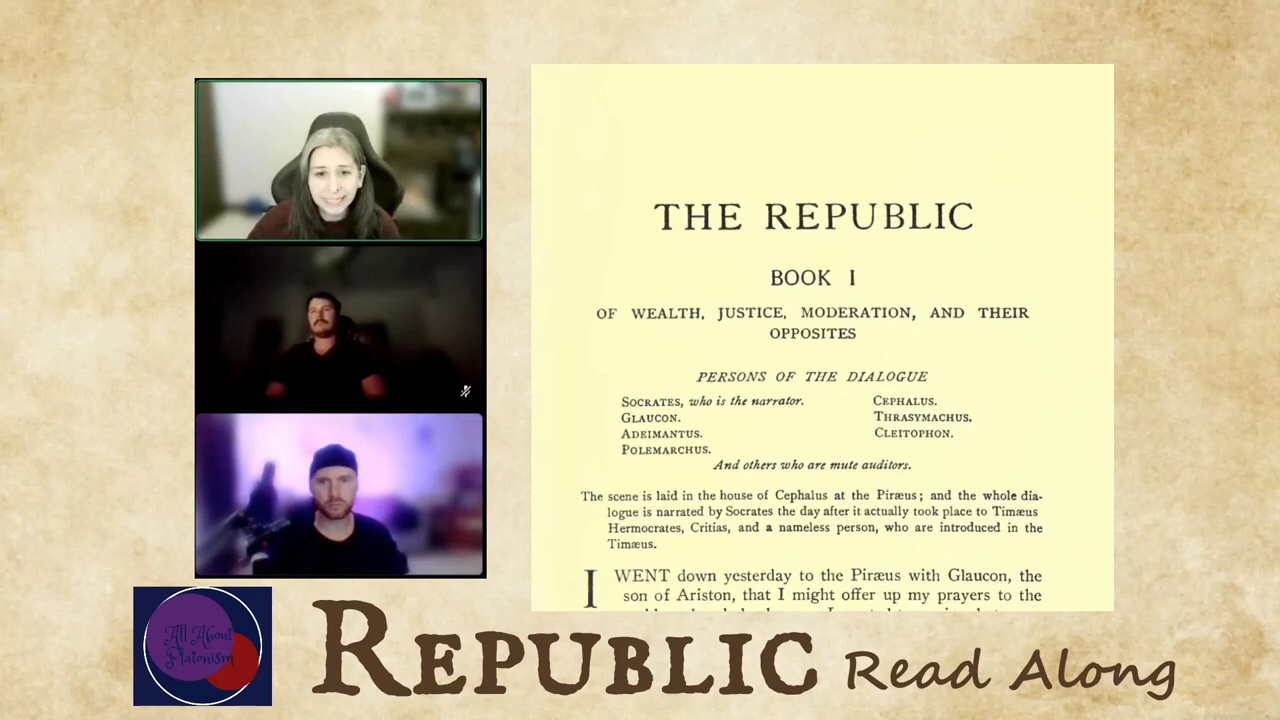 THE REPUBLIC
BOOK I
OF WEALTH, JUSTICE, MODERATION, AND THEIR
OPPOSITES
PERSONS OF THE DIALOGUE
SOCRATES, who is the narrator.
GLAUCON.
ADEIMANTUS.
POLEMARCHUS.
CEPHALUS.
THRASYMACHUS.
CLEITOPHON.
And others who are mute auditors.
The scene is laid in the house of Cephalus at the Piræus; and the whole dia-
logue is narrated by Socrates the day after it actually took place to Timæus
Hermocrates, Critias, and a nameless person, who are introduced in the
Timæus.
I WENT down yesterday to the Piræus with Glaucon, the
son of Ariston, that I might offer up my prayers to the
All About
Platonism
REPUBLIC Read Along